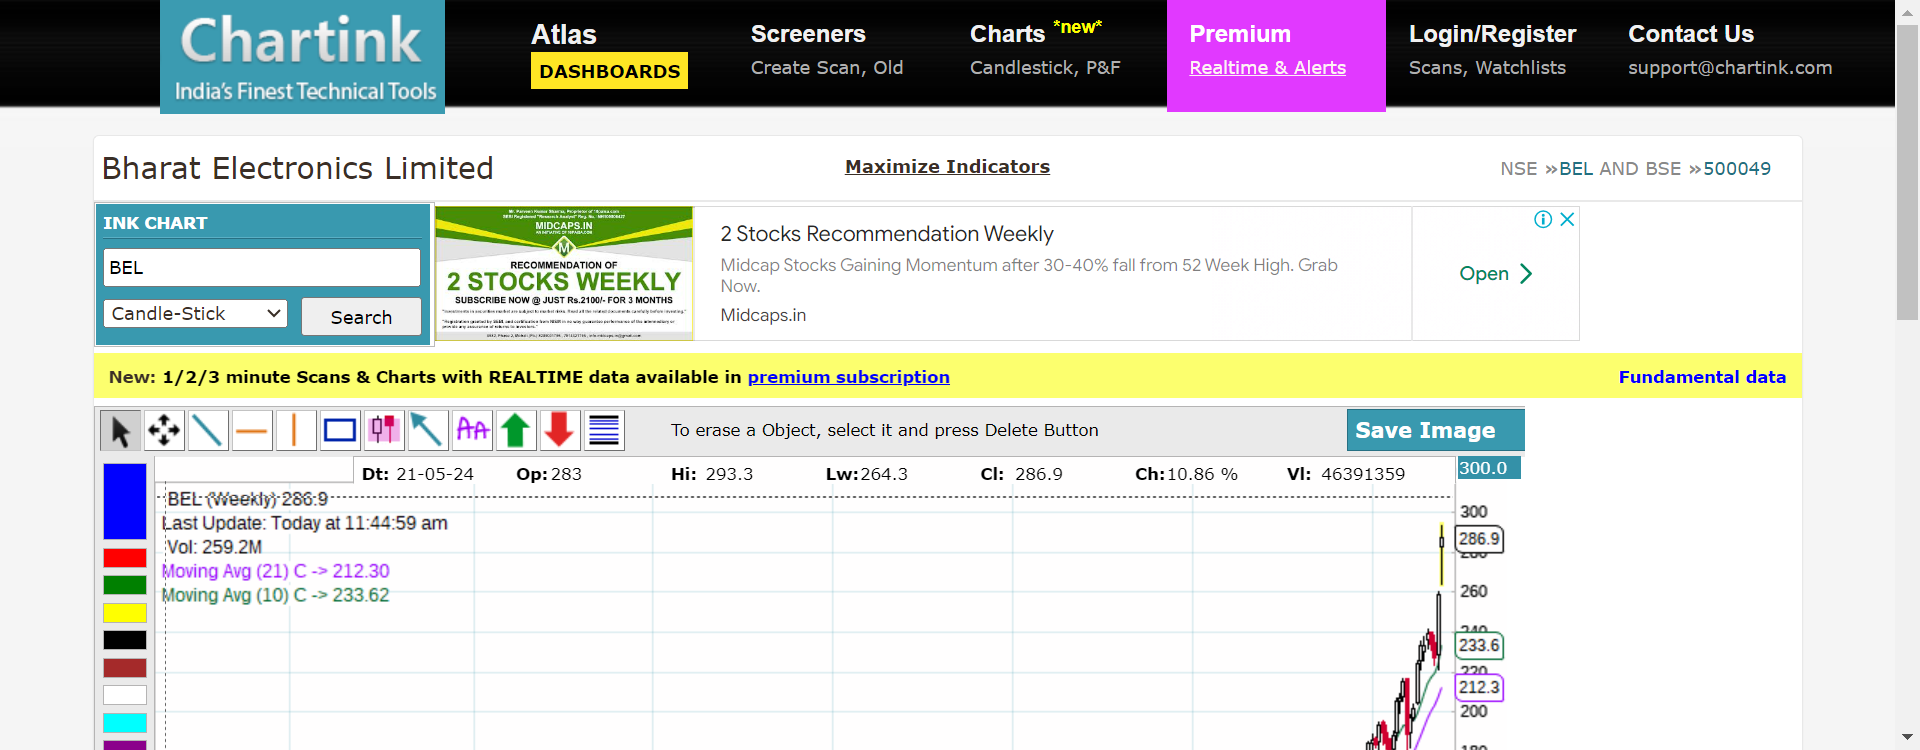 Chartink
India's Finest Technical Tools
Atlas
DASHBOARDS
Screeners
Create Scan, Old
Charts *new*
Candlestick, P&F
Premium
Realtime & Alerts
Login/Register
Scans, Watchlists
Contact Us
support@chartink.com
Bharat Electronics Limited
Maximize Indicators
NSE »BEL AND BSE »500049
INK CHART
BEL
Candle-Stick
Search
MIDCAPS.IN
M
RECOMMENDATION OF
2 STOCKS WEEKLY
SUBSCRIBE NOW @ JUST Rs.2100/- FOR 3 MONTHS
2 Stocks Recommendation Weekly
Midcap Stocks Gaining Momentum after 30-40% fall from 52 Week High. Grab
Now.
Midcaps.in
Open
New: 1/2/3 minute Scans & Charts with REALTIME data available in premium subscription
Fundamental data
AA
To erase a Object, select it and press Delete Button
Save Image
Dt: 21-05-24 Op:283 Hi: 293.3 Lw:264.3 Cl: 286.9 Ch:10.86 % Vl: 46391359
300.0
BEL (Weekly) 286.9
Last Update: Today at 11:44:59 am
Vol: 259.2M
Moving Avg (21) C -> 212.30
Moving Avg (10) C -> 233.62
300
286.9
260
240
233.6
220
212.3
200
180